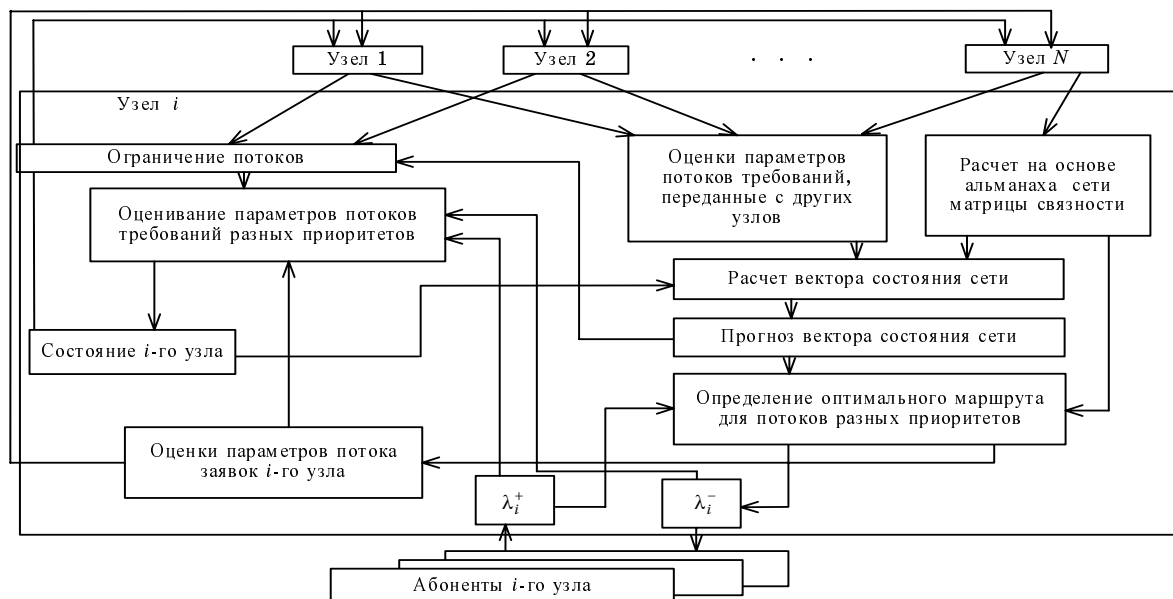 Узел 1
Узел 2
. . .
Узел N
Узел i
Ограничение потоков
Оценки параметров
потоков требований,
переданные с других
узлов
Расчет на основе
альманаха сети
матрицы связности
Оценивание параметров потоков
требований разных приоритетов
Расчет вектора состояния сети
Состояние i-го узла
Прогноз вектора состояния сети
Определение оптимального маршрута
для потоков разных приоритетов
Оценки параметров потока
заявок i-го узла
λᵢ⁺
λᵢ⁻
Абоненты i-го узла